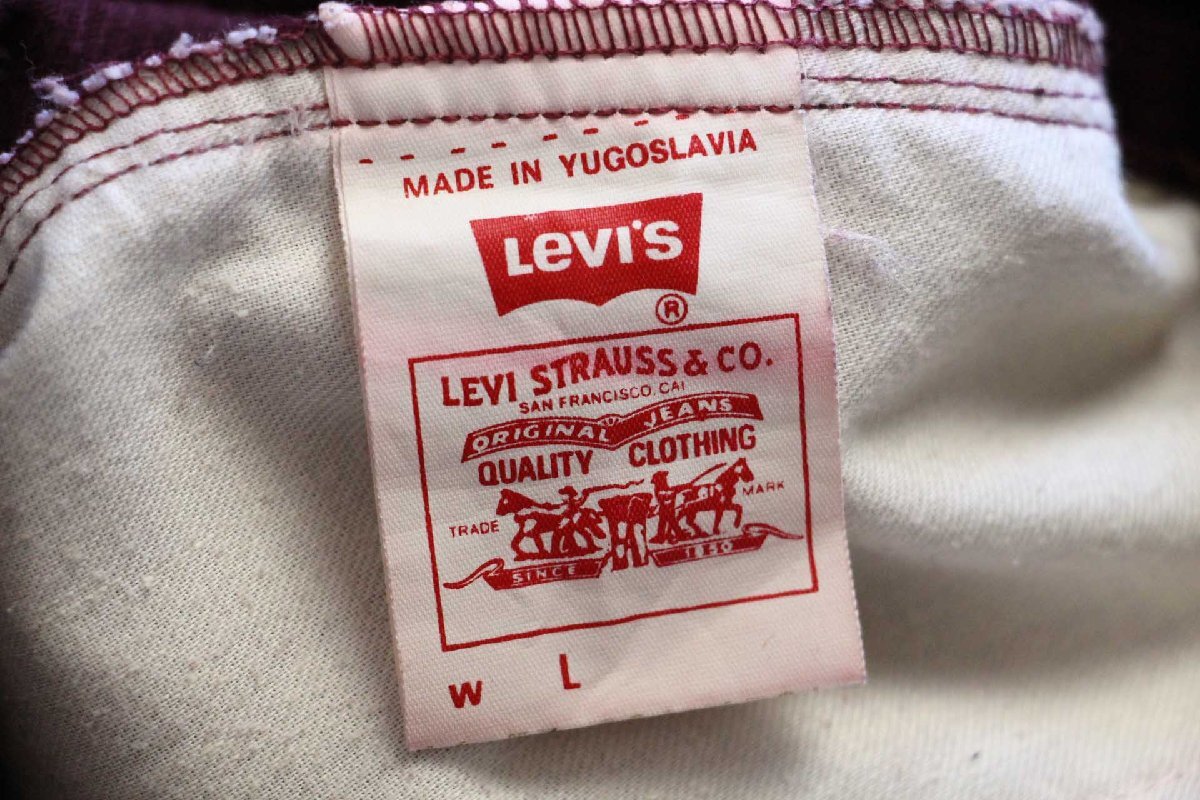 MADE IN YUGOSLAVIA
LEVI'S
®
LEVI STRAUSS & CO.
SAN FRANCISCO, CAL
ORIGINAL JEANS
QUALITY CLOTHING
TRADE MARK
SINCE 1850
W L